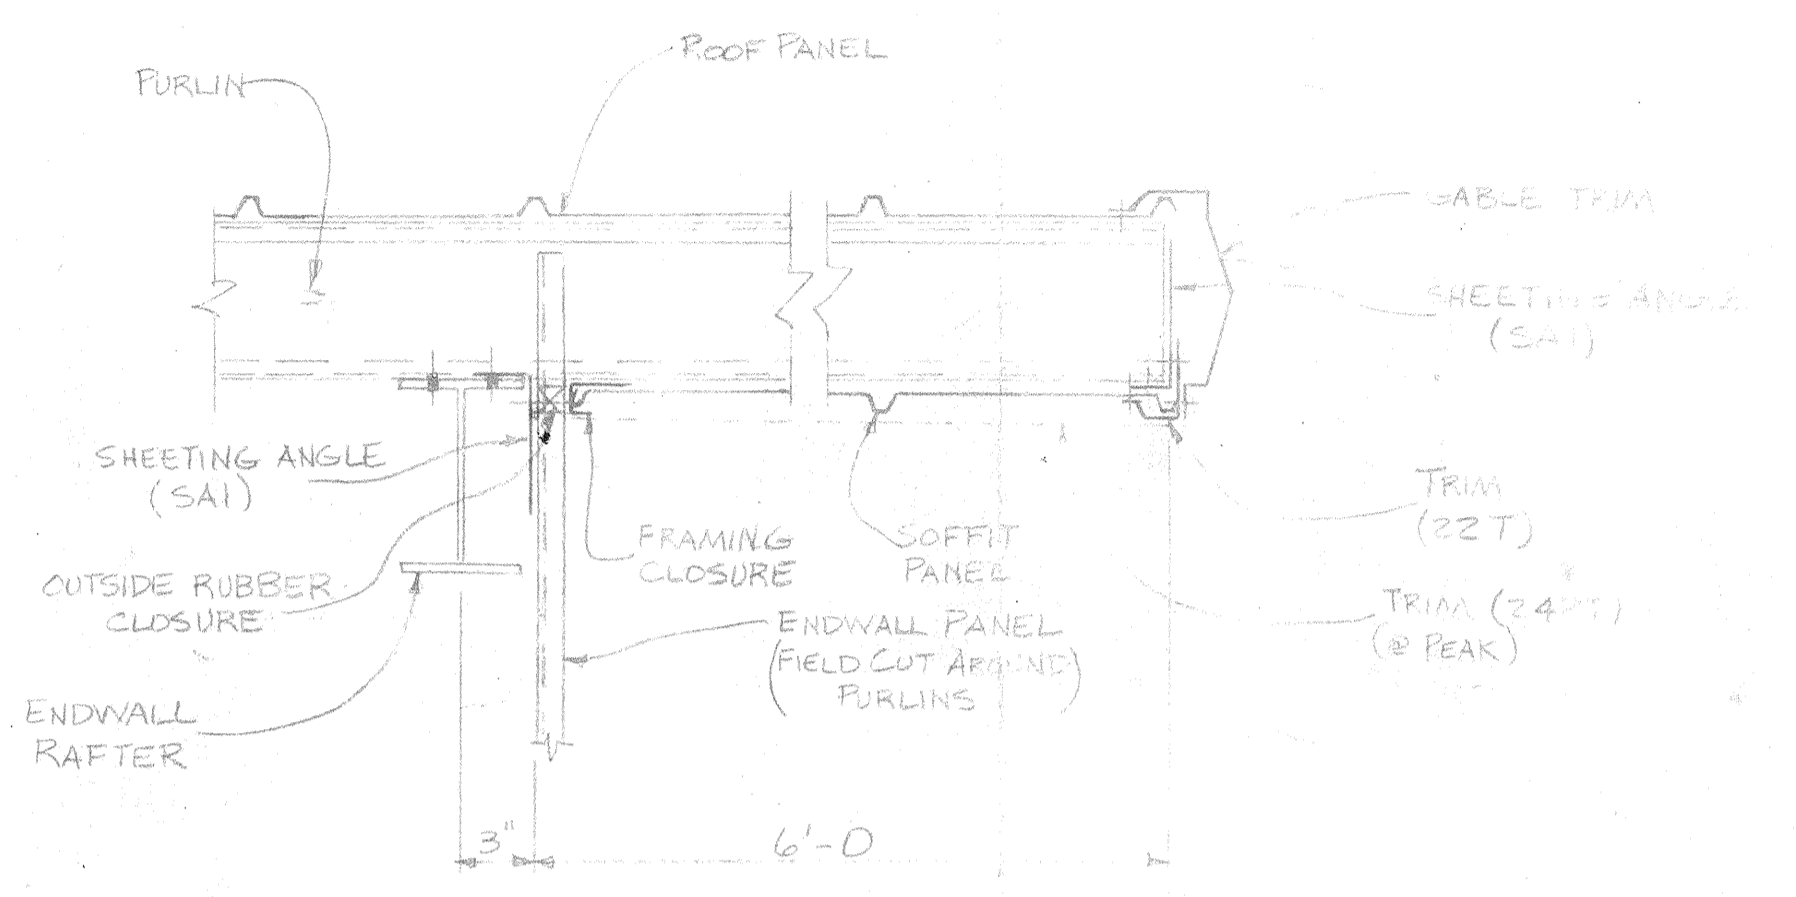 ROOF PANEL
PURLIN
GABLE TRIM
SHEETING ANGLE
(SA1)
SHEETING ANGLE
(SA1)
TRIM
(22T)
FRAMING
CLOSURE
SOFFIT
PANEL
OUTSIDE RUBBER
CLOSURE
TRIM
(@ PEAK)
ENDWALL PANEL
(FIELD CUT AROUND
PURLINS)
ENDWALL
RAFTER
3"
6'-0